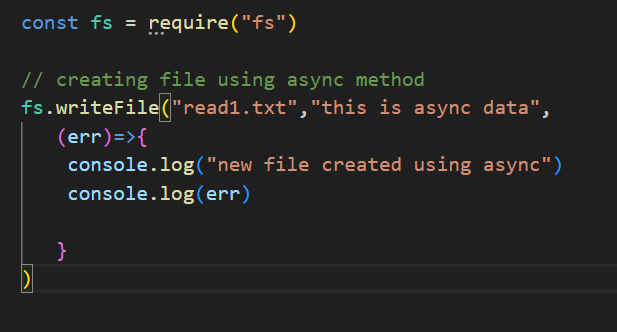 const fs = require("fs")
// creating file using async method
fs.writeFile("read1.txt","this is async data",
(err)=>{
console.log("new file created using async")
console.log(err)
}
)